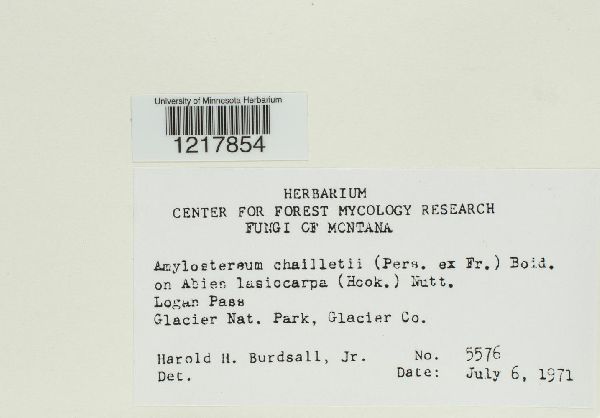 University of Minnesota Herbarium
1217854
HERBARIUM
CENTER FOR FOREST MYCOLOGY RESEARCH
FUNGI OF MONTANA
Amylostereum chailletii (Pers. ex Fr.) Boid.
on Abies lasiocarpa (Hook.) Nutt.
Logan Pass
Glacier Nat. Park, Glacier Co.
Harold H. Burdsall, Jr. No. 5576
Det. Date: July 6, 1971